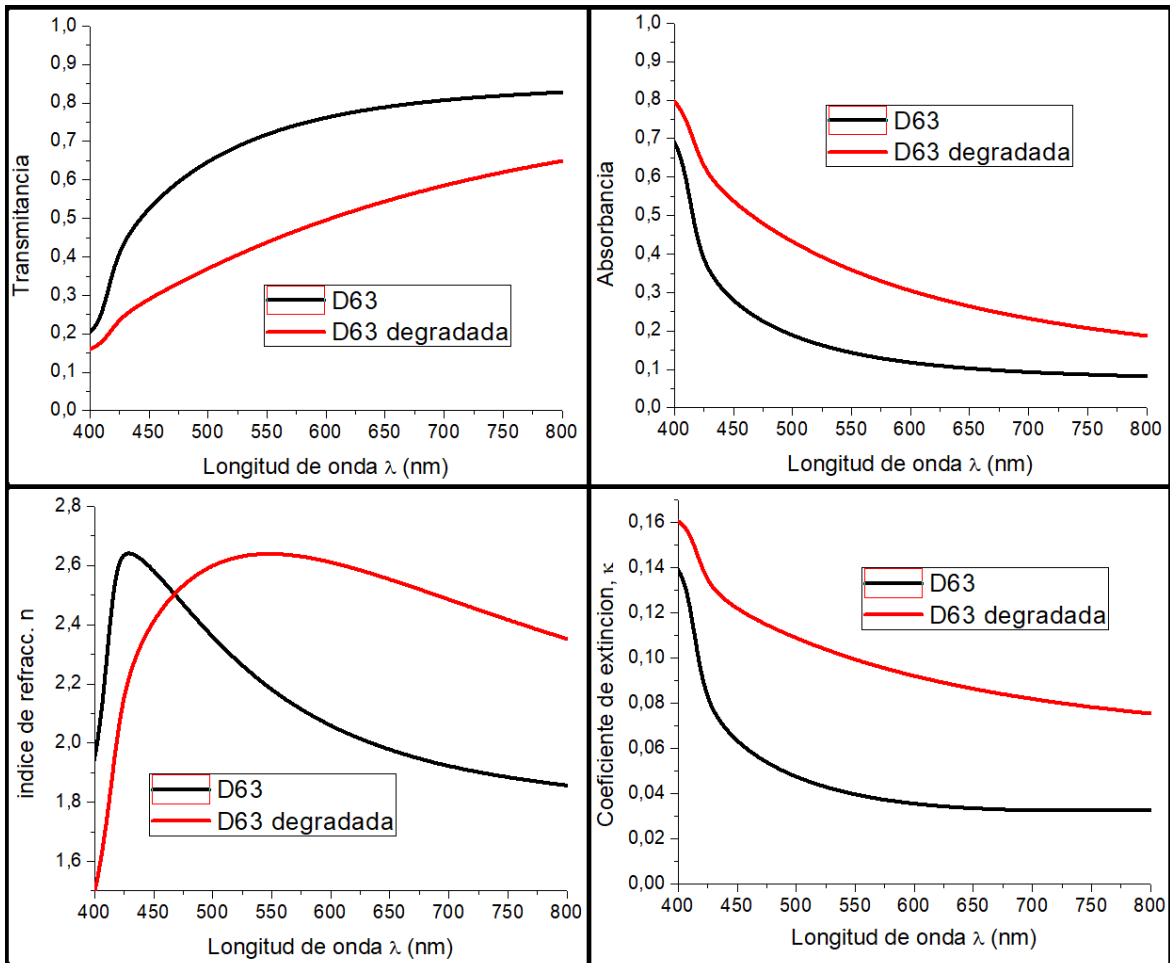 1,0
0,9
0,8
0,7
0,6
0,5
0,4
0,3
0,2
0,1
0,0
Transmitancia
D63
D63 degradada
400 450 500 550 600 650 700 750 800
Longitud de onda λ (nm)
1,0
0,9
0,8
0,7
0,6
0,5
0,4
0,3
0,2
0,1
0,0
Absorbancia
D63
D63 degradada
400 450 500 550 600 650 700 750 800
Longitud de onda λ (nm)
2,8
2,6
2,4
2,2
2,0
1,8
1,6
indice de refracc. n
D63
D63 degradada
400 450 500 550 600 650 700 750 800
Longitud de onda λ (nm)
0,16
0,14
0,12
0,10
0,08
0,06
0,04
0,02
0,00
Coeficiente de extincion, κ
D63
D63 degradada
400 450 500 550 600 650 700 750 800
Longitud de onda λ (nm)